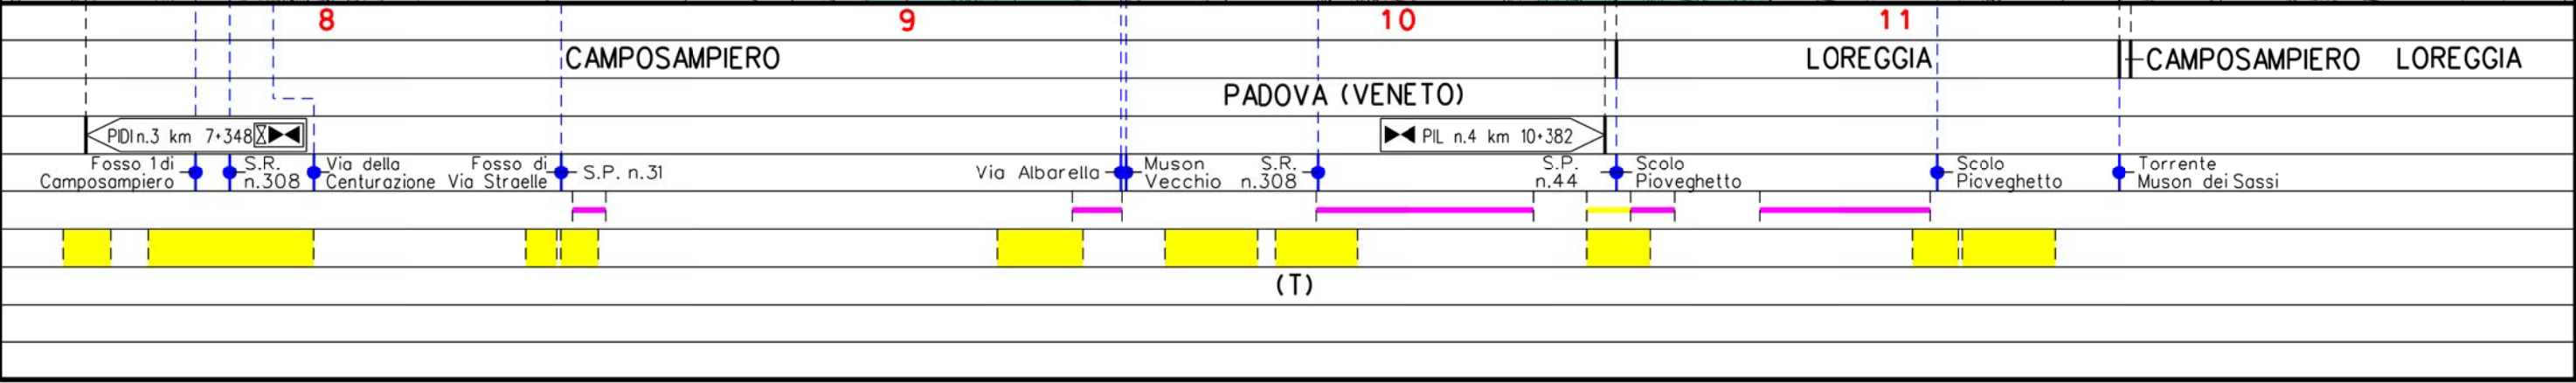 8 9 10 11
CAMPOSAMPIERO LOREGGIA CAMPOSAMPIERO LOREGGIA
PADOVA (VENETO)
PIDI n.3 km 7+348 PIL n.4 km 10+382
Fosso 1 di
Camposampiero
S.R.
n.308
Via della
Centurazione
Fosso di
Via Straelle
S.P. n.31
Via Albarella
Muson
Vecchio
S.R.
n.308
S.P.
n.44
Scolo
Pioveghetto
Scolo
Pioveghetto
Torrente
Muson dei Sassi
(T)